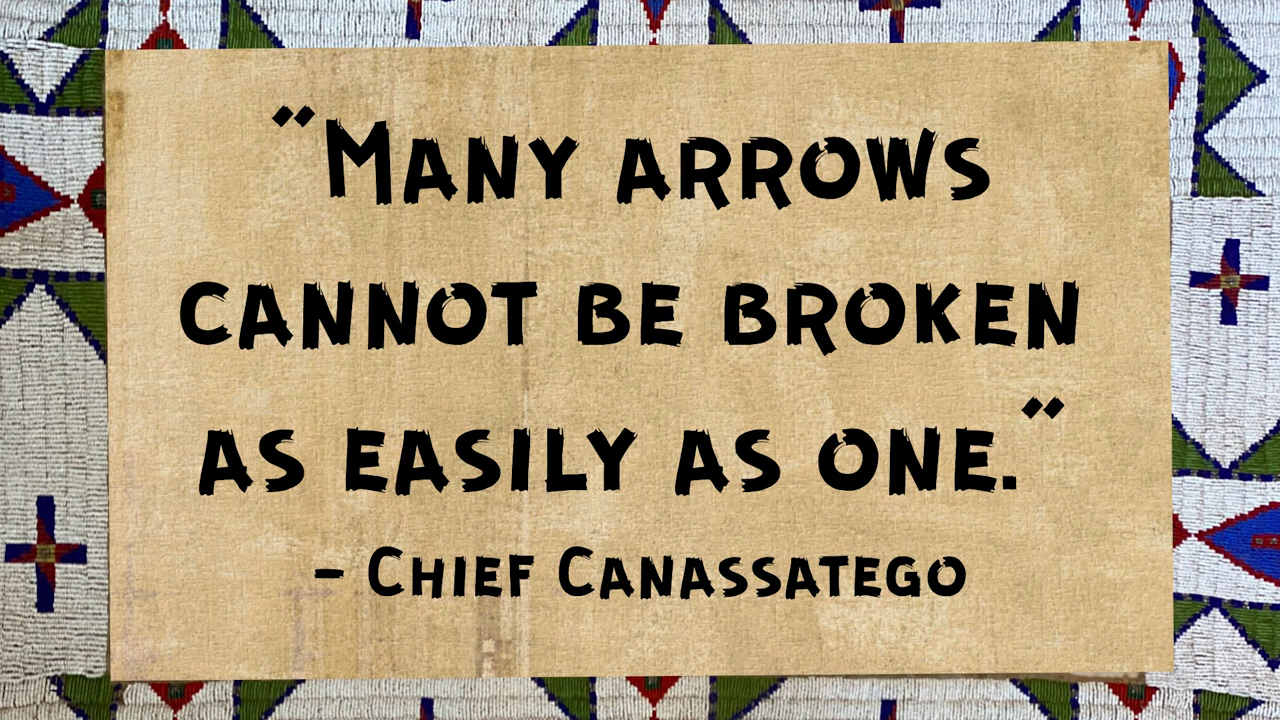 "Many arrows
cannot be broken
as easily as one."
- Chief Canassatego